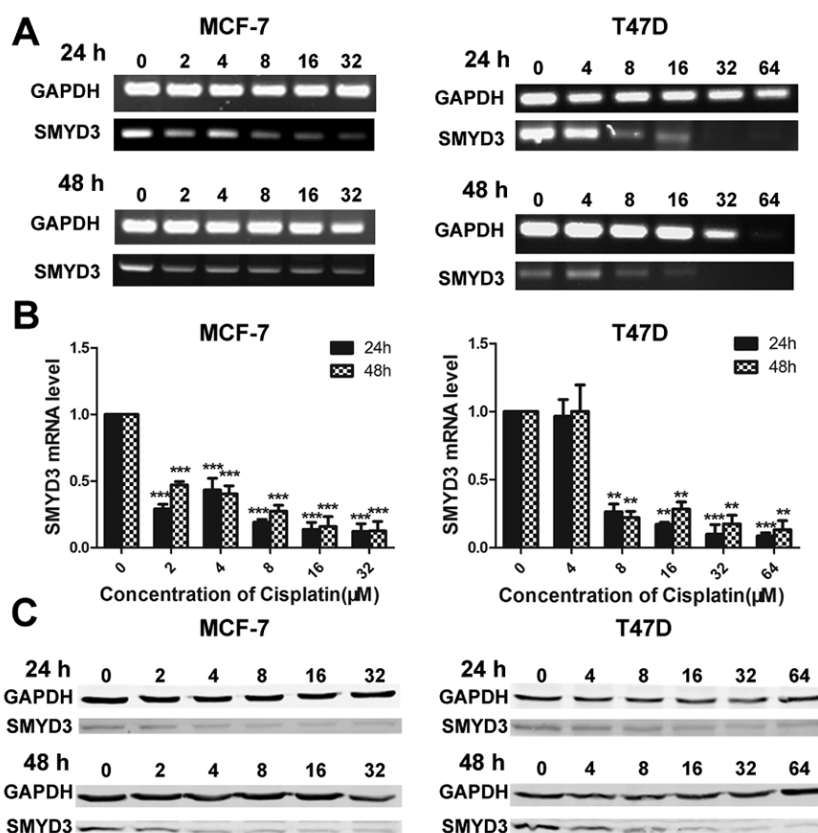 A
MCF-7
24 h
0 2 4 8 16 32
GAPDH
SMYD3
48 h
0 2 4 8 16 32
GAPDH
SMYD3
T47D
24 h
0 4 8 16 32 64
GAPDH
SMYD3
48 h
0 4 8 16 32 64
GAPDH
SMYD3
B
MCF-7
24h
48h
SMYD3 mRNA level
1.5
1.0
0.5
0.0
*** *** *** *** *** *** *** *** *** ***
0 2 4 8 16 32
Concentration of Cisplatin(μM)
T47D
24h
48h
SMYD3 mRNA level
1.5
1.0
0.5
0.0
** ** ** ** *** ** *** **
0 4 8 16 32 64
Concentration of Cisplatin(μM)
C
MCF-7
24 h
0 2 4 8 16 32
GAPDH
SMYD3
48 h
0 2 4 8 16 32
GAPDH
SMYD3
T47D
24 h
0 4 8 16 32 64
GAPDH
SMYD3
48 h
0 4 8 16 32 64
GAPDH
SMYD3